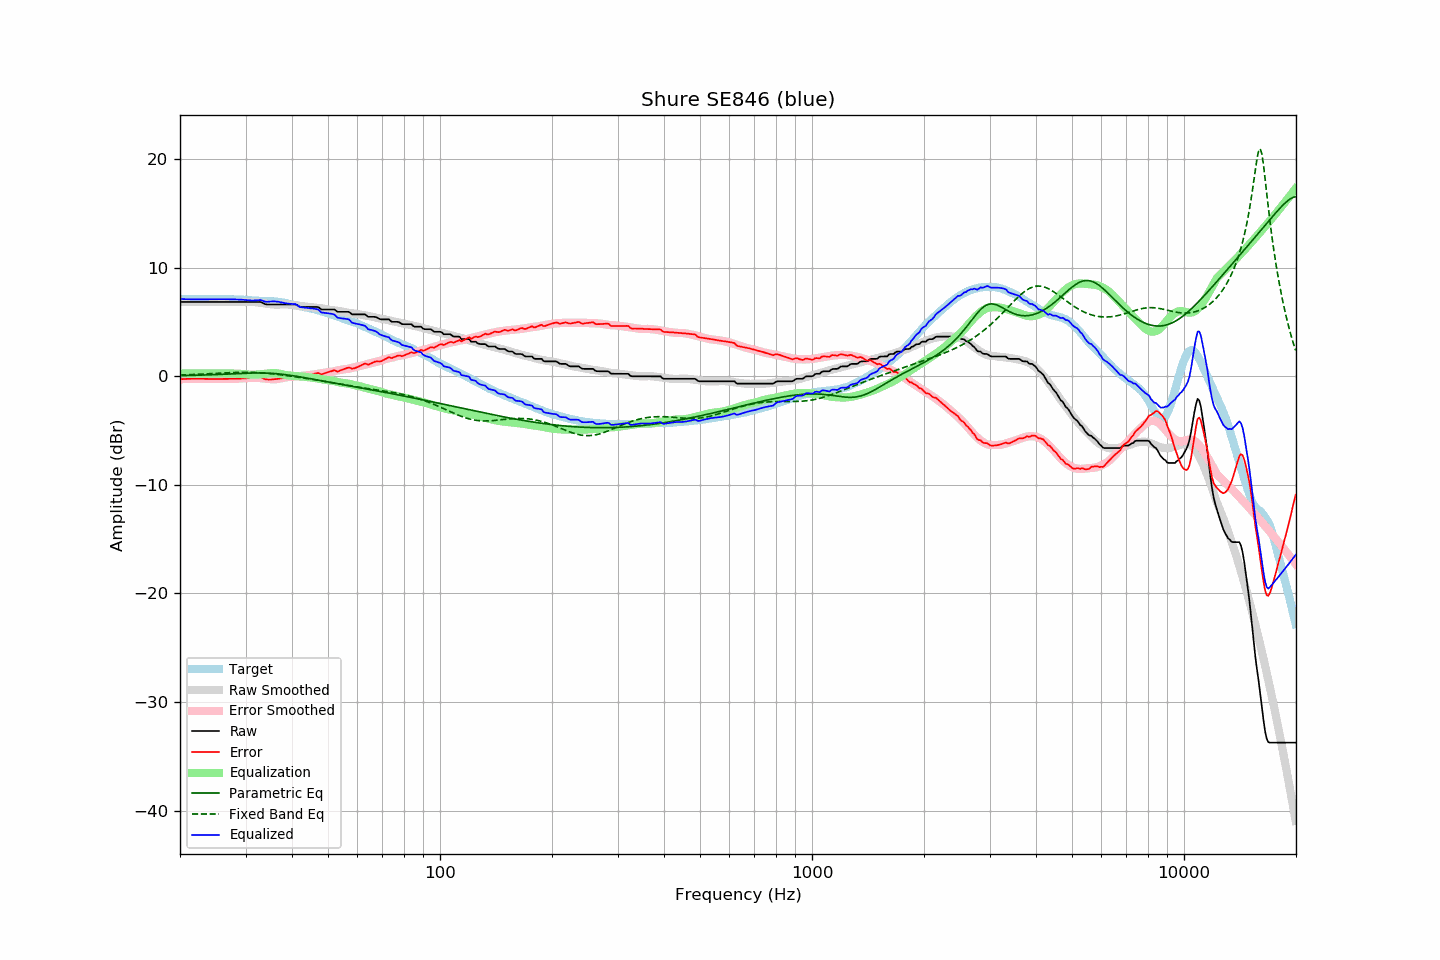 Shure SE846 (blue)
20
10
0
−10
−20
−30
−40
Amplitude (dBr)
Target
Raw Smoothed
Error Smoothed
Raw
Error
Equalization
Parametric Eq
Fixed Band Eq
Equalized
100
1000
10000
Frequency (Hz)